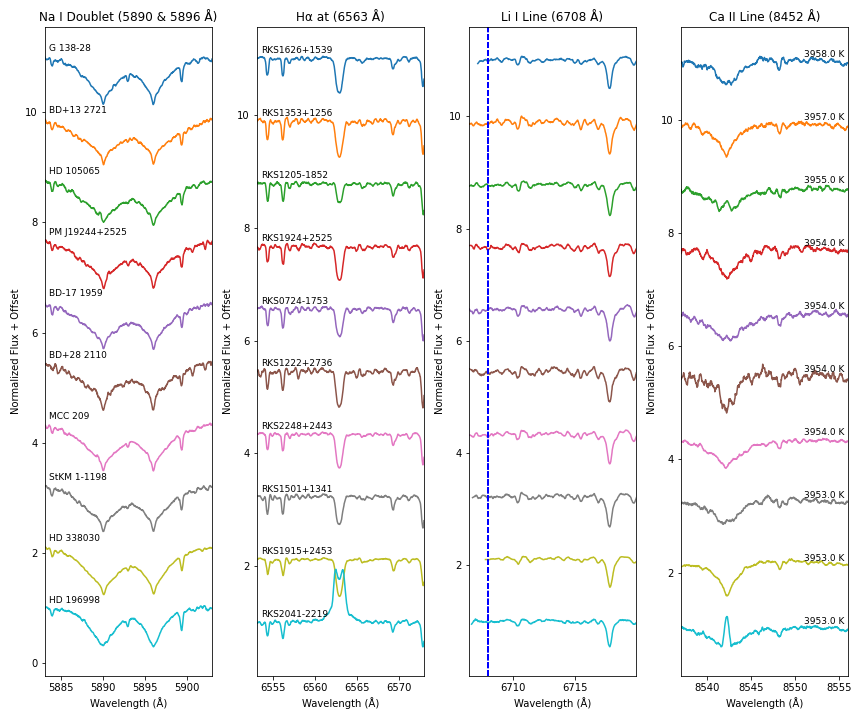 Na I Doublet (5890 & 5896 Å)
G 138-28
BD+13 2721
HD 105065
PM J19244+2525
BD-17 1959
BD+28 2110
MCC 209
StKM 1-1198
HD 338030
HD 196998
Normalized Flux + Offset
10
8
6
4
2
0
5885 5890 5895 5900
Wavelength (Å)
Hα at (6563 Å)
RKS1626+1539
RKS1353+1256
RKS1205-1852
RKS1924+2525
RKS0724-1753
RKS1222+2736
RKS2248+2443
RKS1501+1341
RKS1915+2453
RKS2041-2219
Normalized Flux + Offset
10
8
6
4
2
6555 6560 6565 6570
Wavelength (Å)
Li I Line (6708 Å)
Normalized Flux + Offset
10
8
6
4
2
6710 6715
Wavelength (Å)
Ca II Line (8452 Å)
3958.0 K
3957.0 K
3955.0 K
3954.0 K
3954.0 K
3954.0 K
3954.0 K
3953.0 K
3953.0 K
3953.0 K
Normalized Flux + Offset
10
8
6
4
2
8540 8545 8550 8555
Wavelength (Å)